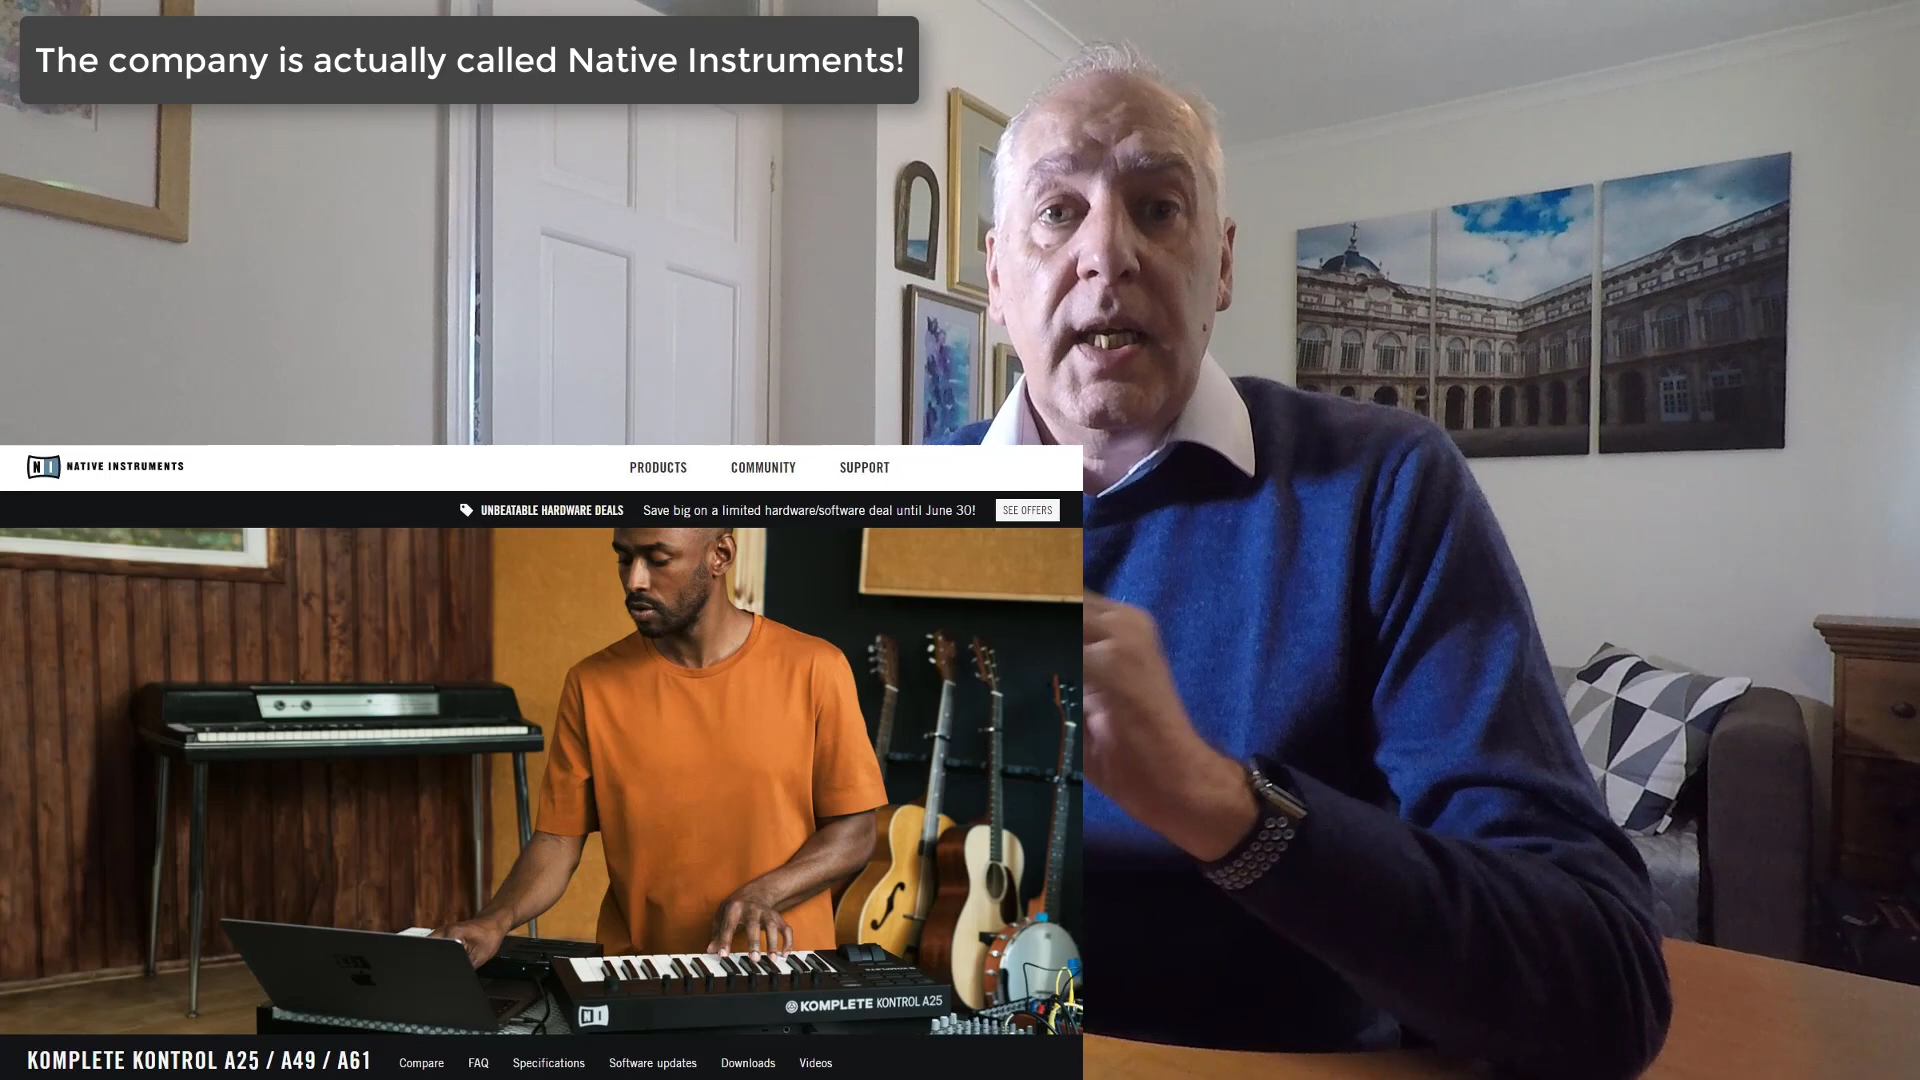 The company is actually called Native Instruments!
NI NATIVE INSTRUMENTS
PRODUCTS COMMUNITY SUPPORT
UNBEATABLE HARDWARE DEALS Save big on a limited hardware/software deal until June 30! SEE OFFERS
KOMPLETE KONTROL A25
NI
KOMPLETE KONTROL A25 / A49 / A61 Compare FAQ Specifications Software updates Downloads Videos